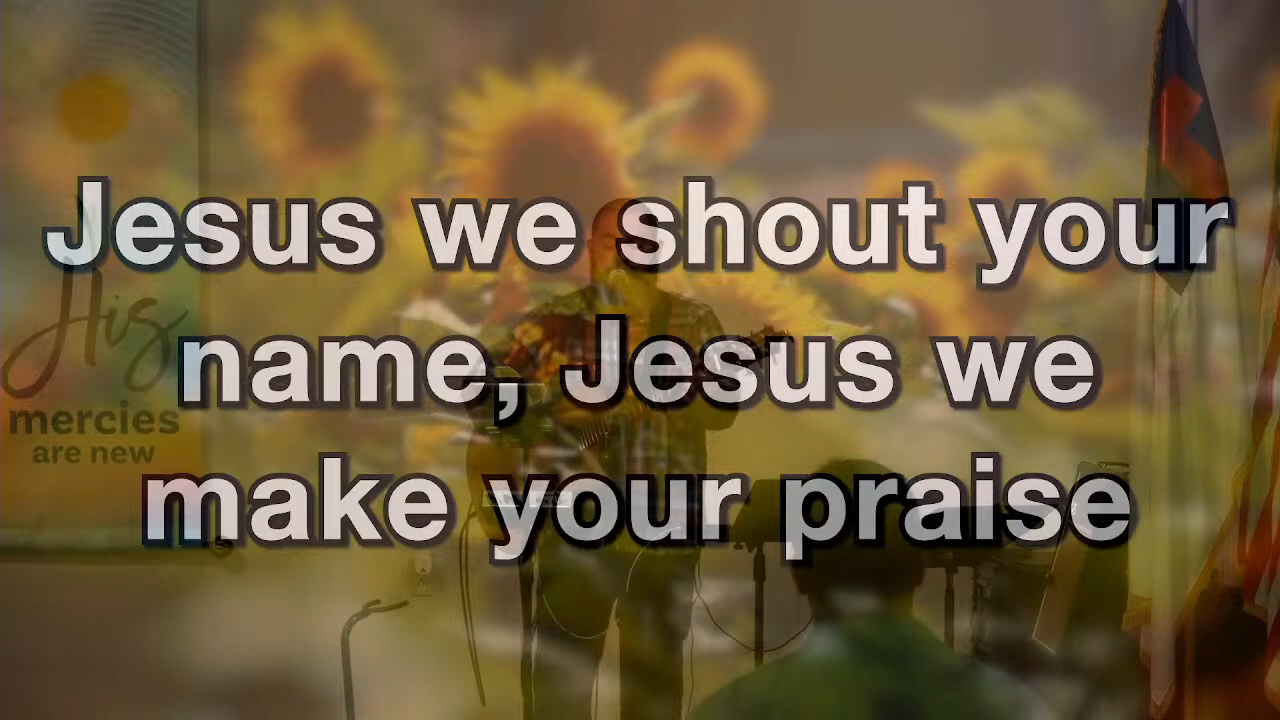 Jesus we shout your
name, Jesus we
make your praise
His
mercies
are new